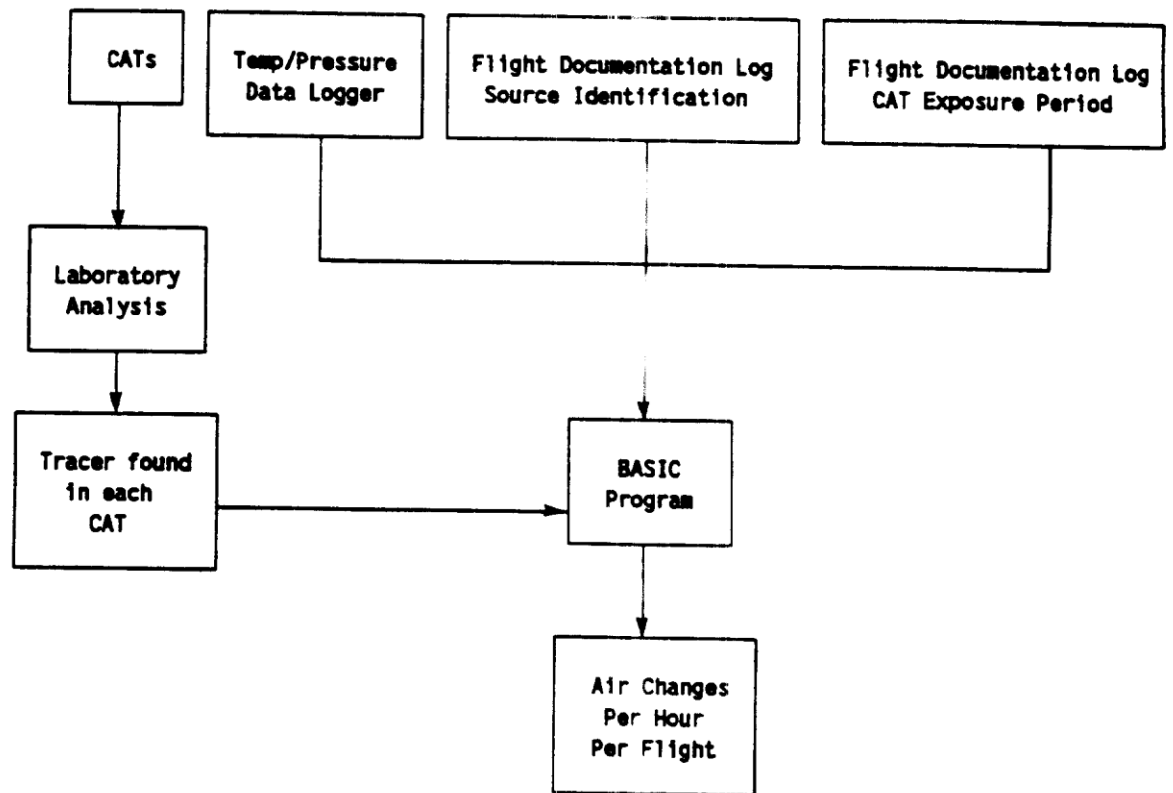 CATs
Temp/Pressure
Data Logger
Flight Documentation Log
Source Identification
Flight Documentation Log
CAT Exposure Period
Laboratory
Analysis
Tracer found
in each
CAT
BASIC
Program
Air Changes
Per Hour
Per Flight